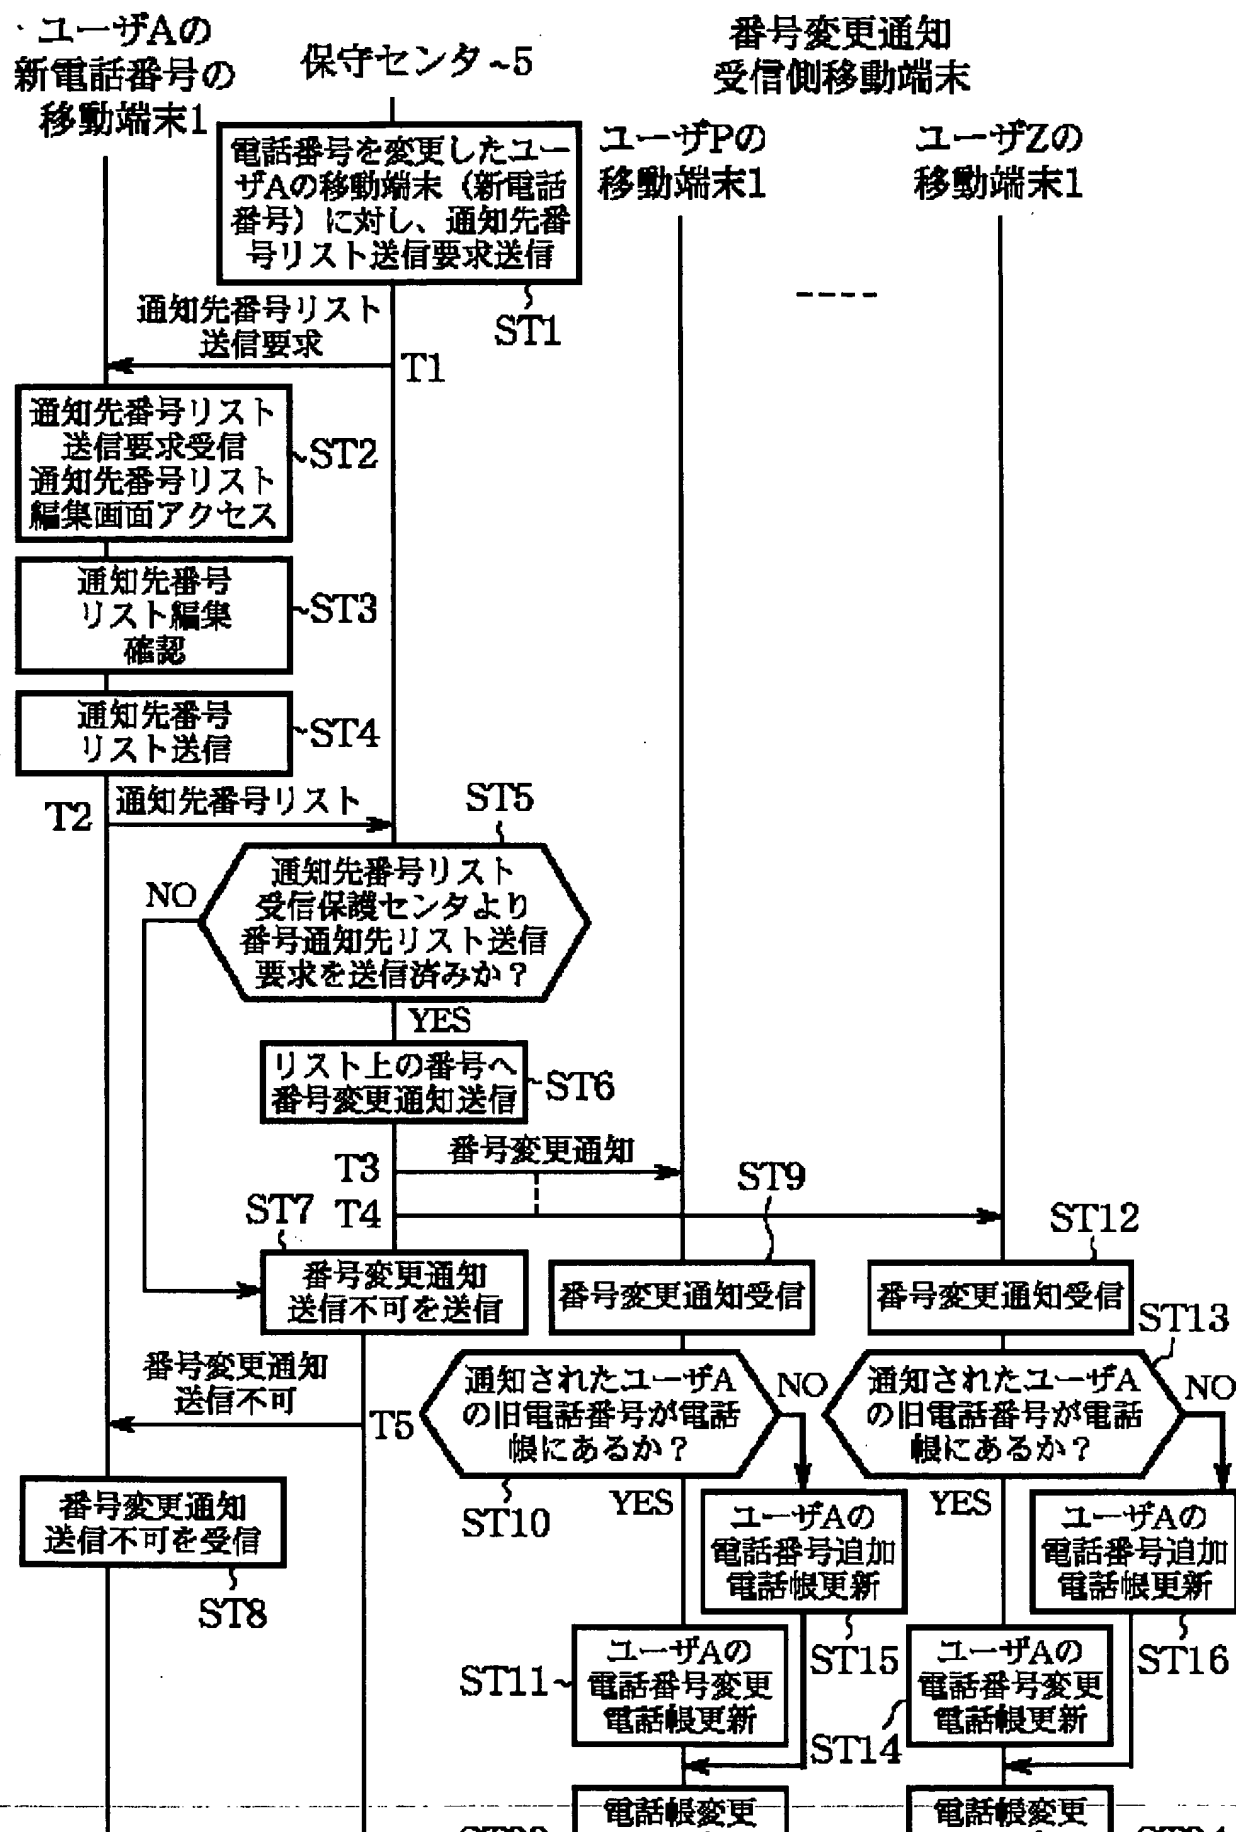 ユーザAの
新電話番号の
移動端末1
保守センタ~5
番号変更通知
受信側移動端末
ユーザPの
移動端末1
ユーザZの
移動端末1
電話番号を変更したユー
ザAの移動端末（新電話
番号）に対し、通知先番
号リスト送信要求送信
ST1
通知先番号リスト
送信要求
T1
通知先番号リスト
送信要求受信
通知先番号リスト
編集画面アクセス
ST2
通知先番号
リスト編集
確認
ST3
通知先番号
リスト送信
ST4
T2
通知先番号リスト
ST5
通知先番号リスト
受信保護センタより
番号通知先リスト送信
要求を送信済みか？
NO
YES
リスト上の番号へ
番号変更通知送信
ST6
T3
番号変更通知
T4
ST7
番号変更通知
送信不可を送信
ST9
番号変更通知受信
ST12
番号変更通知受信
番号変更通知
送信不可
T5
通知されたユーザA
の旧電話番号が電話
帳にあるか？
NO
YES
ST10
ST13
通知されたユーザA
の旧電話番号が電話
帳にあるか？
NO
YES
番号変更通知
送信不可を受信
ST8
ユーザAの
電話番号追加
電話帳更新
ST15
ユーザAの
電話番号追加
電話帳更新
ST16
ST11
ユーザAの
電話番号変更
電話帳更新
ST14
ユーザAの
電話番号変更
電話帳更新
電話帳変更
電話帳変更